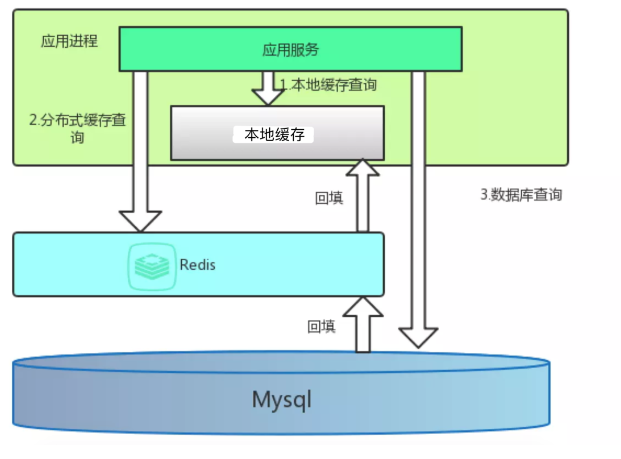 应用进程
应用服务
1.本地缓存查询
2.分布式缓存查
询
本地缓存
回填
3.数据库查询
Redis
回填
Mysql